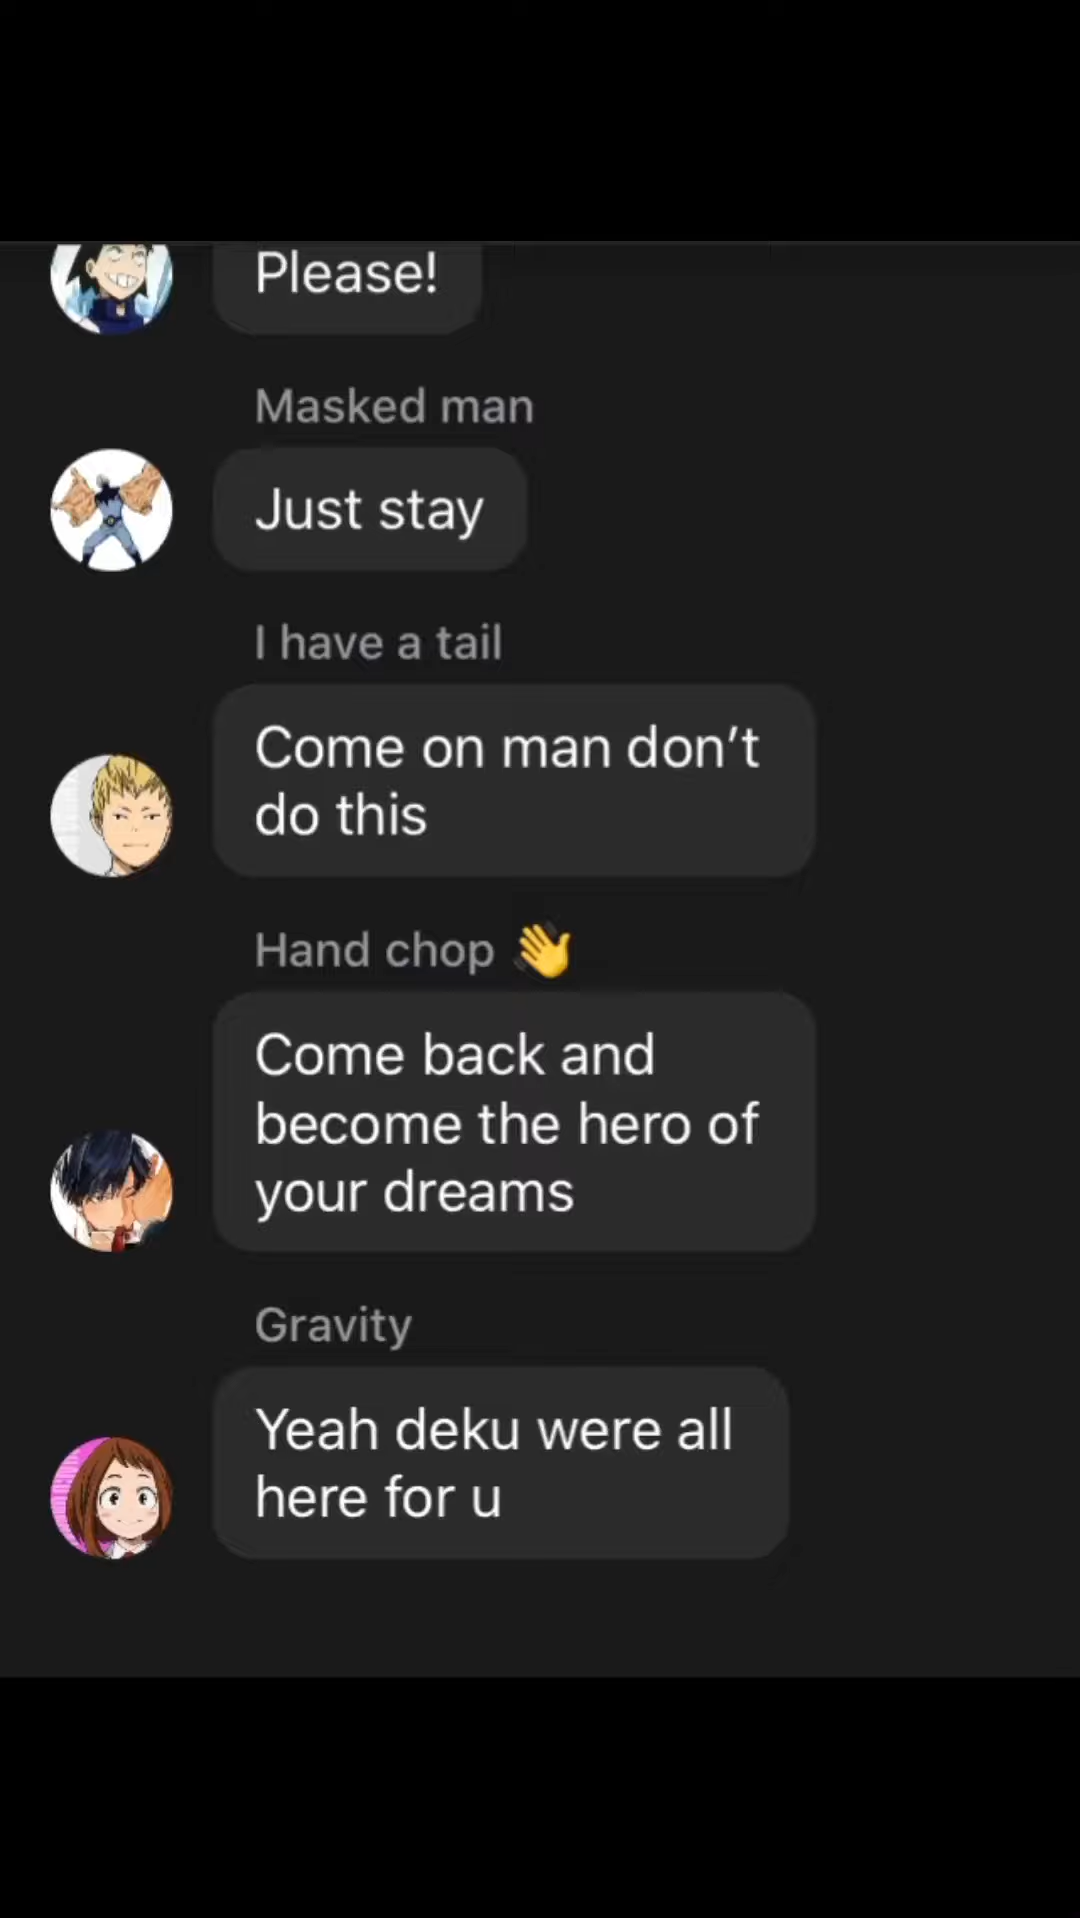 Please!
Masked man
Just stay
I have a tail
Come on man don’t
do this
Hand chop 👋
Come back and
become the hero of
your dreams
Gravity
Yeah deku were all
here for u